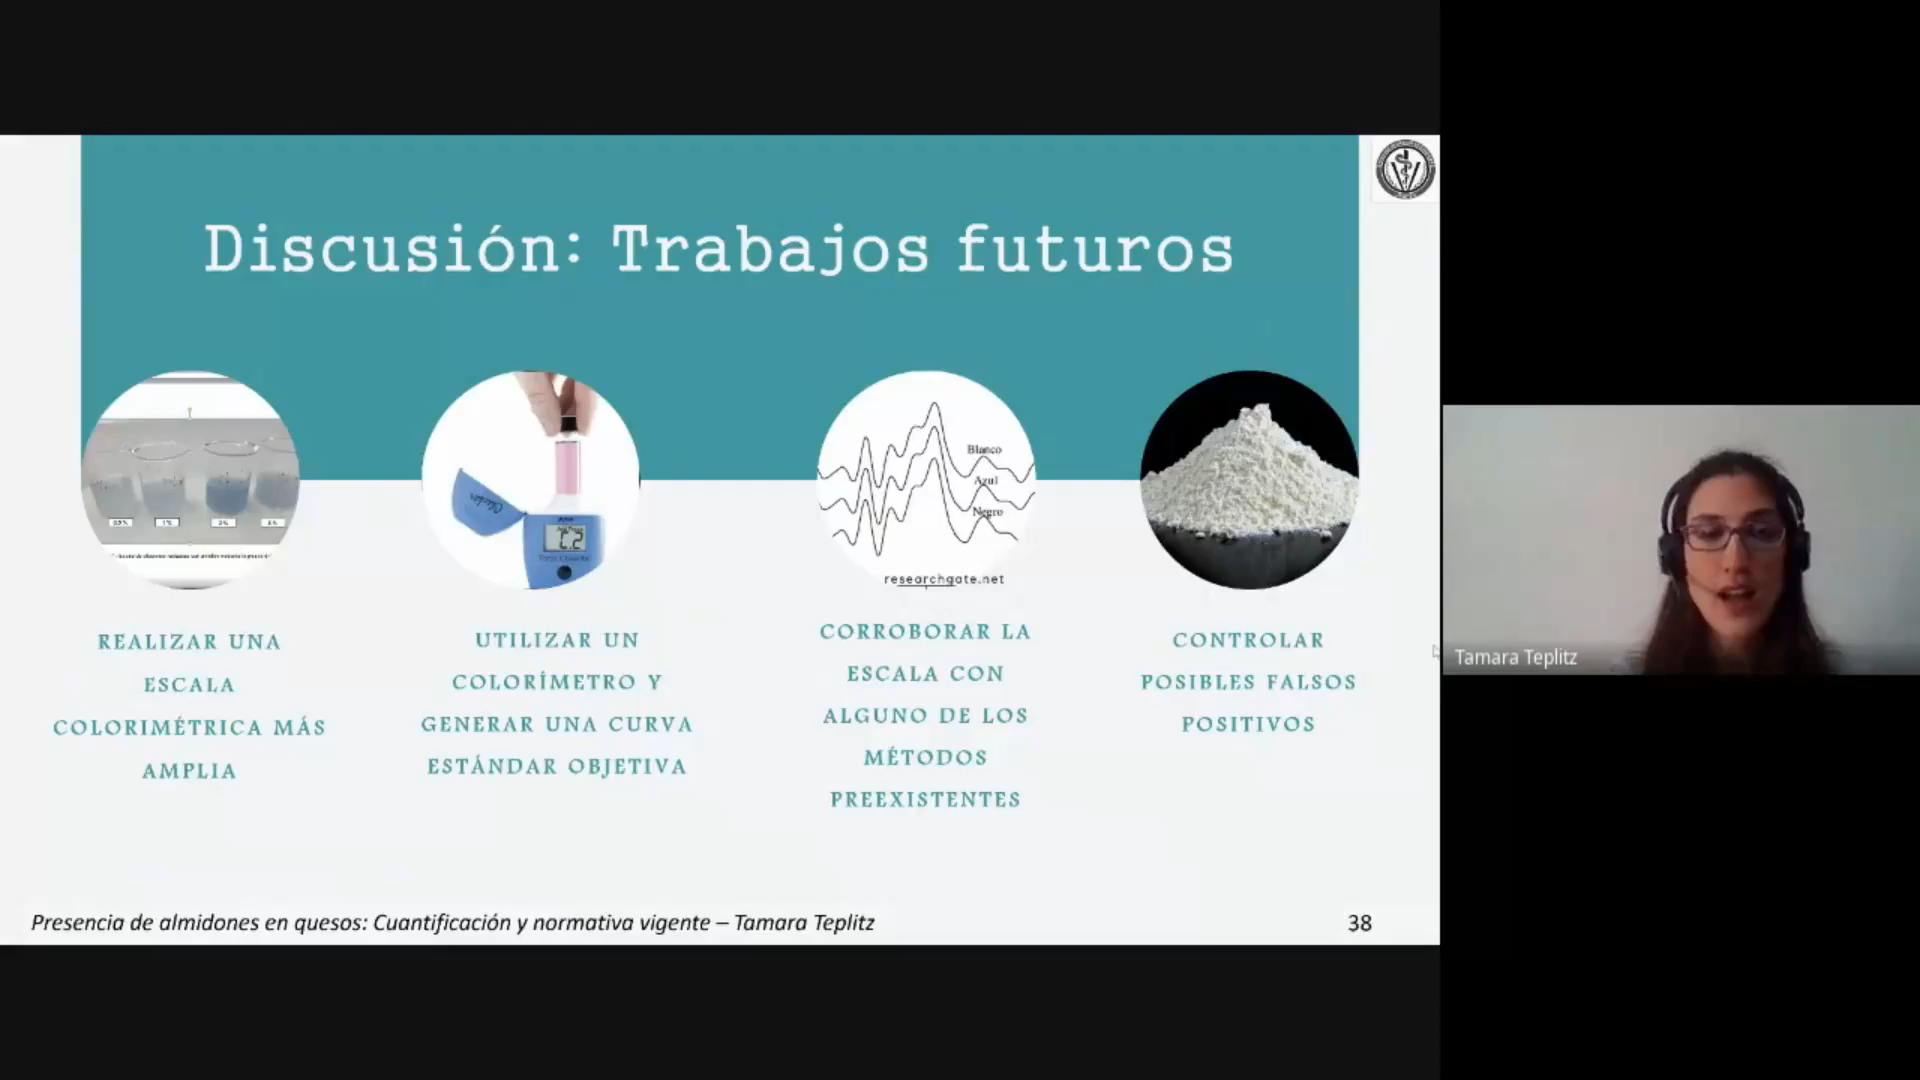 Discusión: Trabajos futuros
Blanco
Azul
Negro
researchgate.net
REALIZAR UNA
ESCALA
COLORIMÉTRICA MÁS
AMPLIA
UTILIZAR UN
COLORÍMETRO Y
GENERAR UNA CURVA
ESTÁNDAR OBJETIVA
CORROBORAR LA
ESCALA CON
ALGUNO DE LOS
MÉTODOS
PREEXISTENTES
CONTROLAR
POSIBLES FALSOS
POSITIVOS
Presencia de almidones en quesos: Cuantificación y normativa vigente – Tamara Teplitz
38
Tamara Teplitz